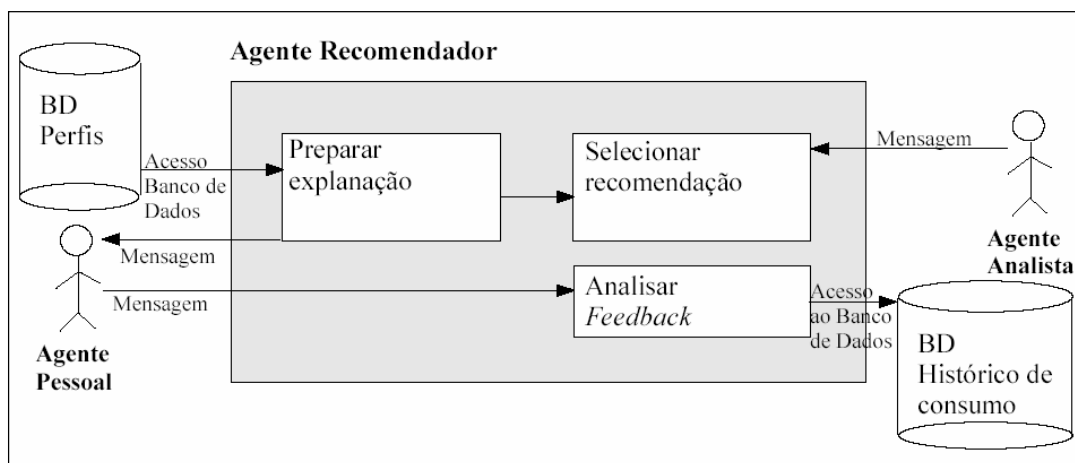 Agente Recomendador
BD
Perfis
Acesso
Banco de
Dados
Preparar
explanação
Selecionar
recomendação
Mensagem
Agente
Analista
Mensagem
Mensagem
Agente
Pessoal
Analisar
Feedback
Acesso
ao Banco
de Dados
BD
Histórico de
consumo